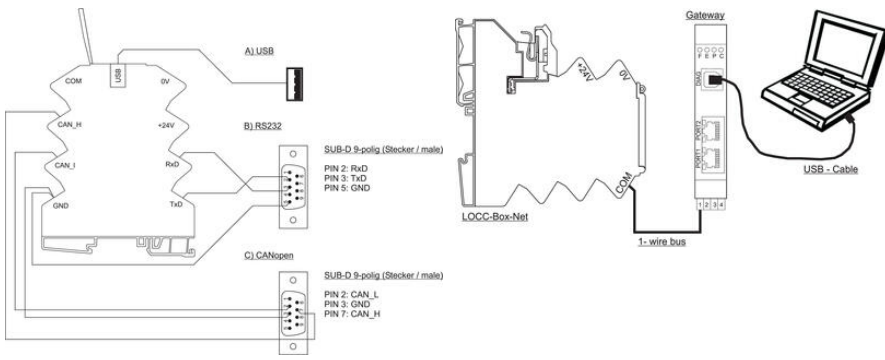 A) USB
USB
COM
0V
CAN_H
+24V
B) RS232
CAN_I
RxD
GND
TxD
SUB-D 9-polig (Stecker / male)
PIN 2: RxD
PIN 3: TxD
PIN 5: GND
C) CANopen
SUB-D 9-polig (Stecker / male)
PIN 2: CAN_L
PIN 3: GND
PIN 7: CAN_H
+24V
0V
COM
LOCC-Box-Net
1- wire bus
Gateway
F E P C
DIAG
PORT2
PORT1
1 2 3 4
USB - Cable